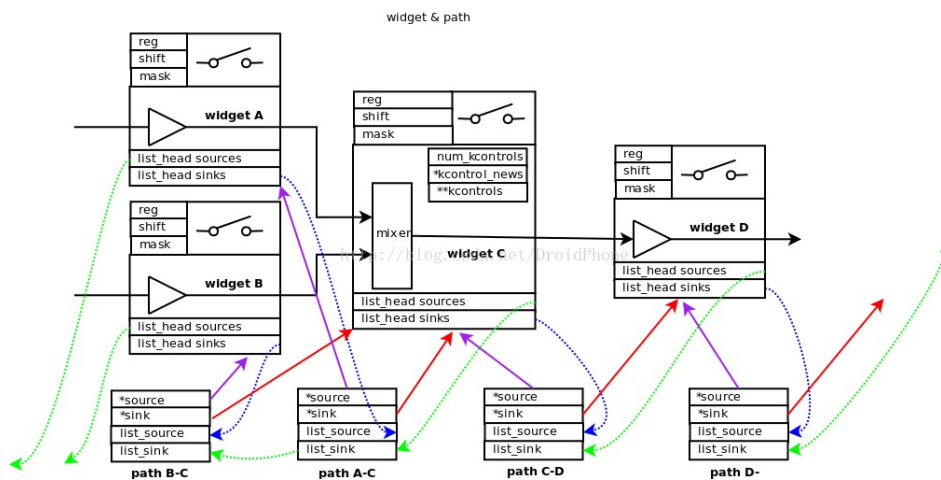 widget & path
reg
shift
mask
widget A
list_head sources
list_head sinks
reg
shift
mask
widget B
list_head sources
list_head sinks
reg
shift
mask
num_kcontrols
*kcontrol_news
**kcontrols
mixer
widget C
list_head sources
list_head sinks
reg
shift
mask
widget D
list_head sources
list_head sinks
*source
*sink
list_source
list_sink
path B-C
*source
*sink
list_source
list_sink
path A-C
*source
*sink
list_source
list_sink
path C-D
*source
*sink
list_source
list_sink
path D-